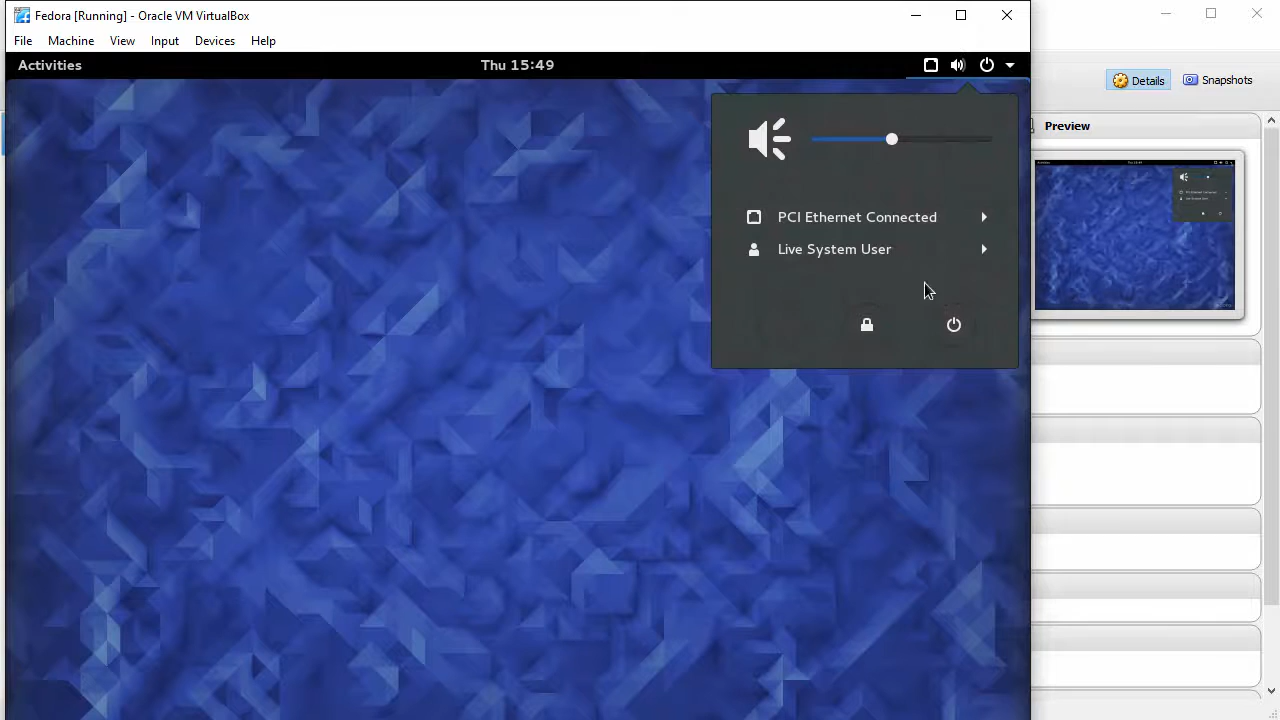 Fedora [Running] - Oracle VM VirtualBox
File Machine View Input Devices Help
Activities Thu 15:49
Details Snapshots
Preview
PCI Ethernet Connected
Live System User